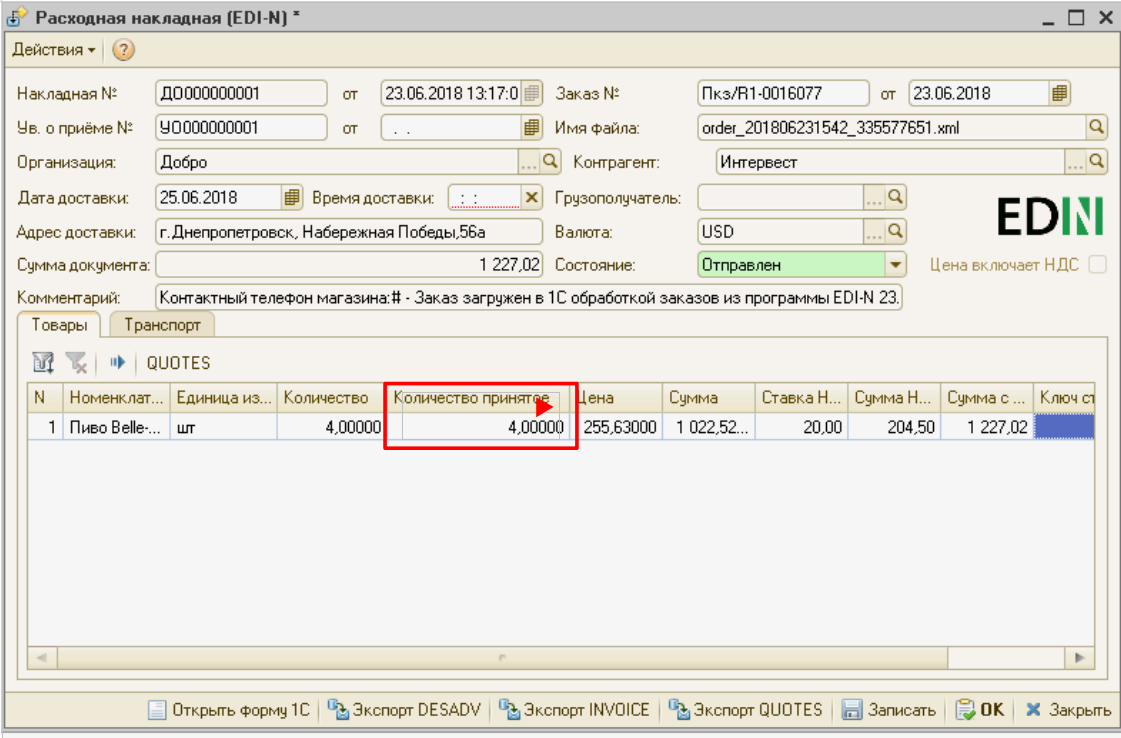 Расходная накладная (EDI-N) *
Действия
Накладная № ДО000000001 от 23.06.2018 13:17:0 Заказ № Пкз/R1-0016077 от 23.06.2018
Ув. о приёме № УО000000001 от . . Имя файла: order_201806231542_335577651.xml
Организация: Добро ... Контрагент: Интервест ...
Дата доставки: 25.06.2018 Время доставки: : : Грузополучатель: ...
EDIN
Адрес доставки: г.Днепропетровск, Набережная Победы,56а Валюта: USD ...
Сумма документа: 1 227,02 Состояние: Отправлен Цена включает НДС
Комментарий: Контактный телефон магазина:# - Заказ загружен в 1С обработкой заказов из программы EDI-N 23.
Товары Транспорт
QUOTES
N Номенклат... Единица из... Количество Количество принятое Цена Сумма Ставка Н... Сумма Н... Сумма с ... Ключ ст
1 Пиво Belle-... шт 4,00000 4,00000 255,63000 1 022,52... 20,00 204,50 1 227,02
Открыть форму 1С Экспорт DESADV Экспорт INVOICE Экспорт QUOTES Записать OK Закрыть